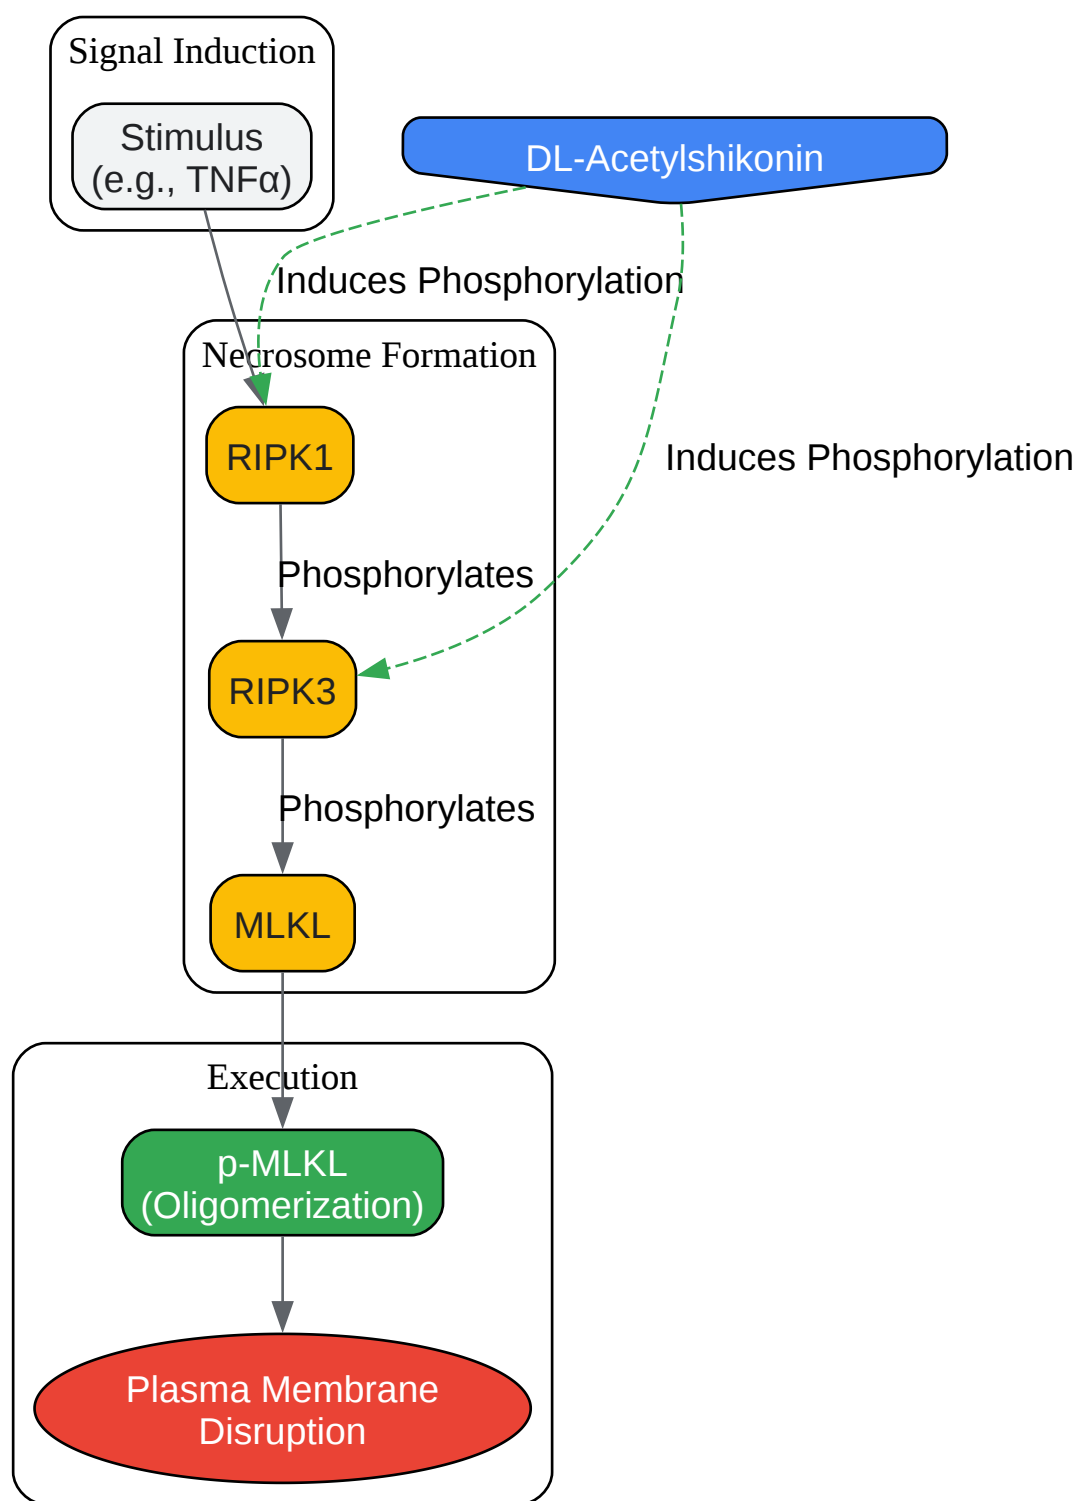 Signal Induction
Stimulus
(e.g., TNFα)
DL-Acetylshikonin
Induces Phosphorylation
Necrosome Formation
RIPK1
Induces Phosphorylation
Phosphorylates
RIPK3
Phosphorylates
MLKL
Execution
p-MLKL
(Oligomerization)
Plasma Membrane
Disruption